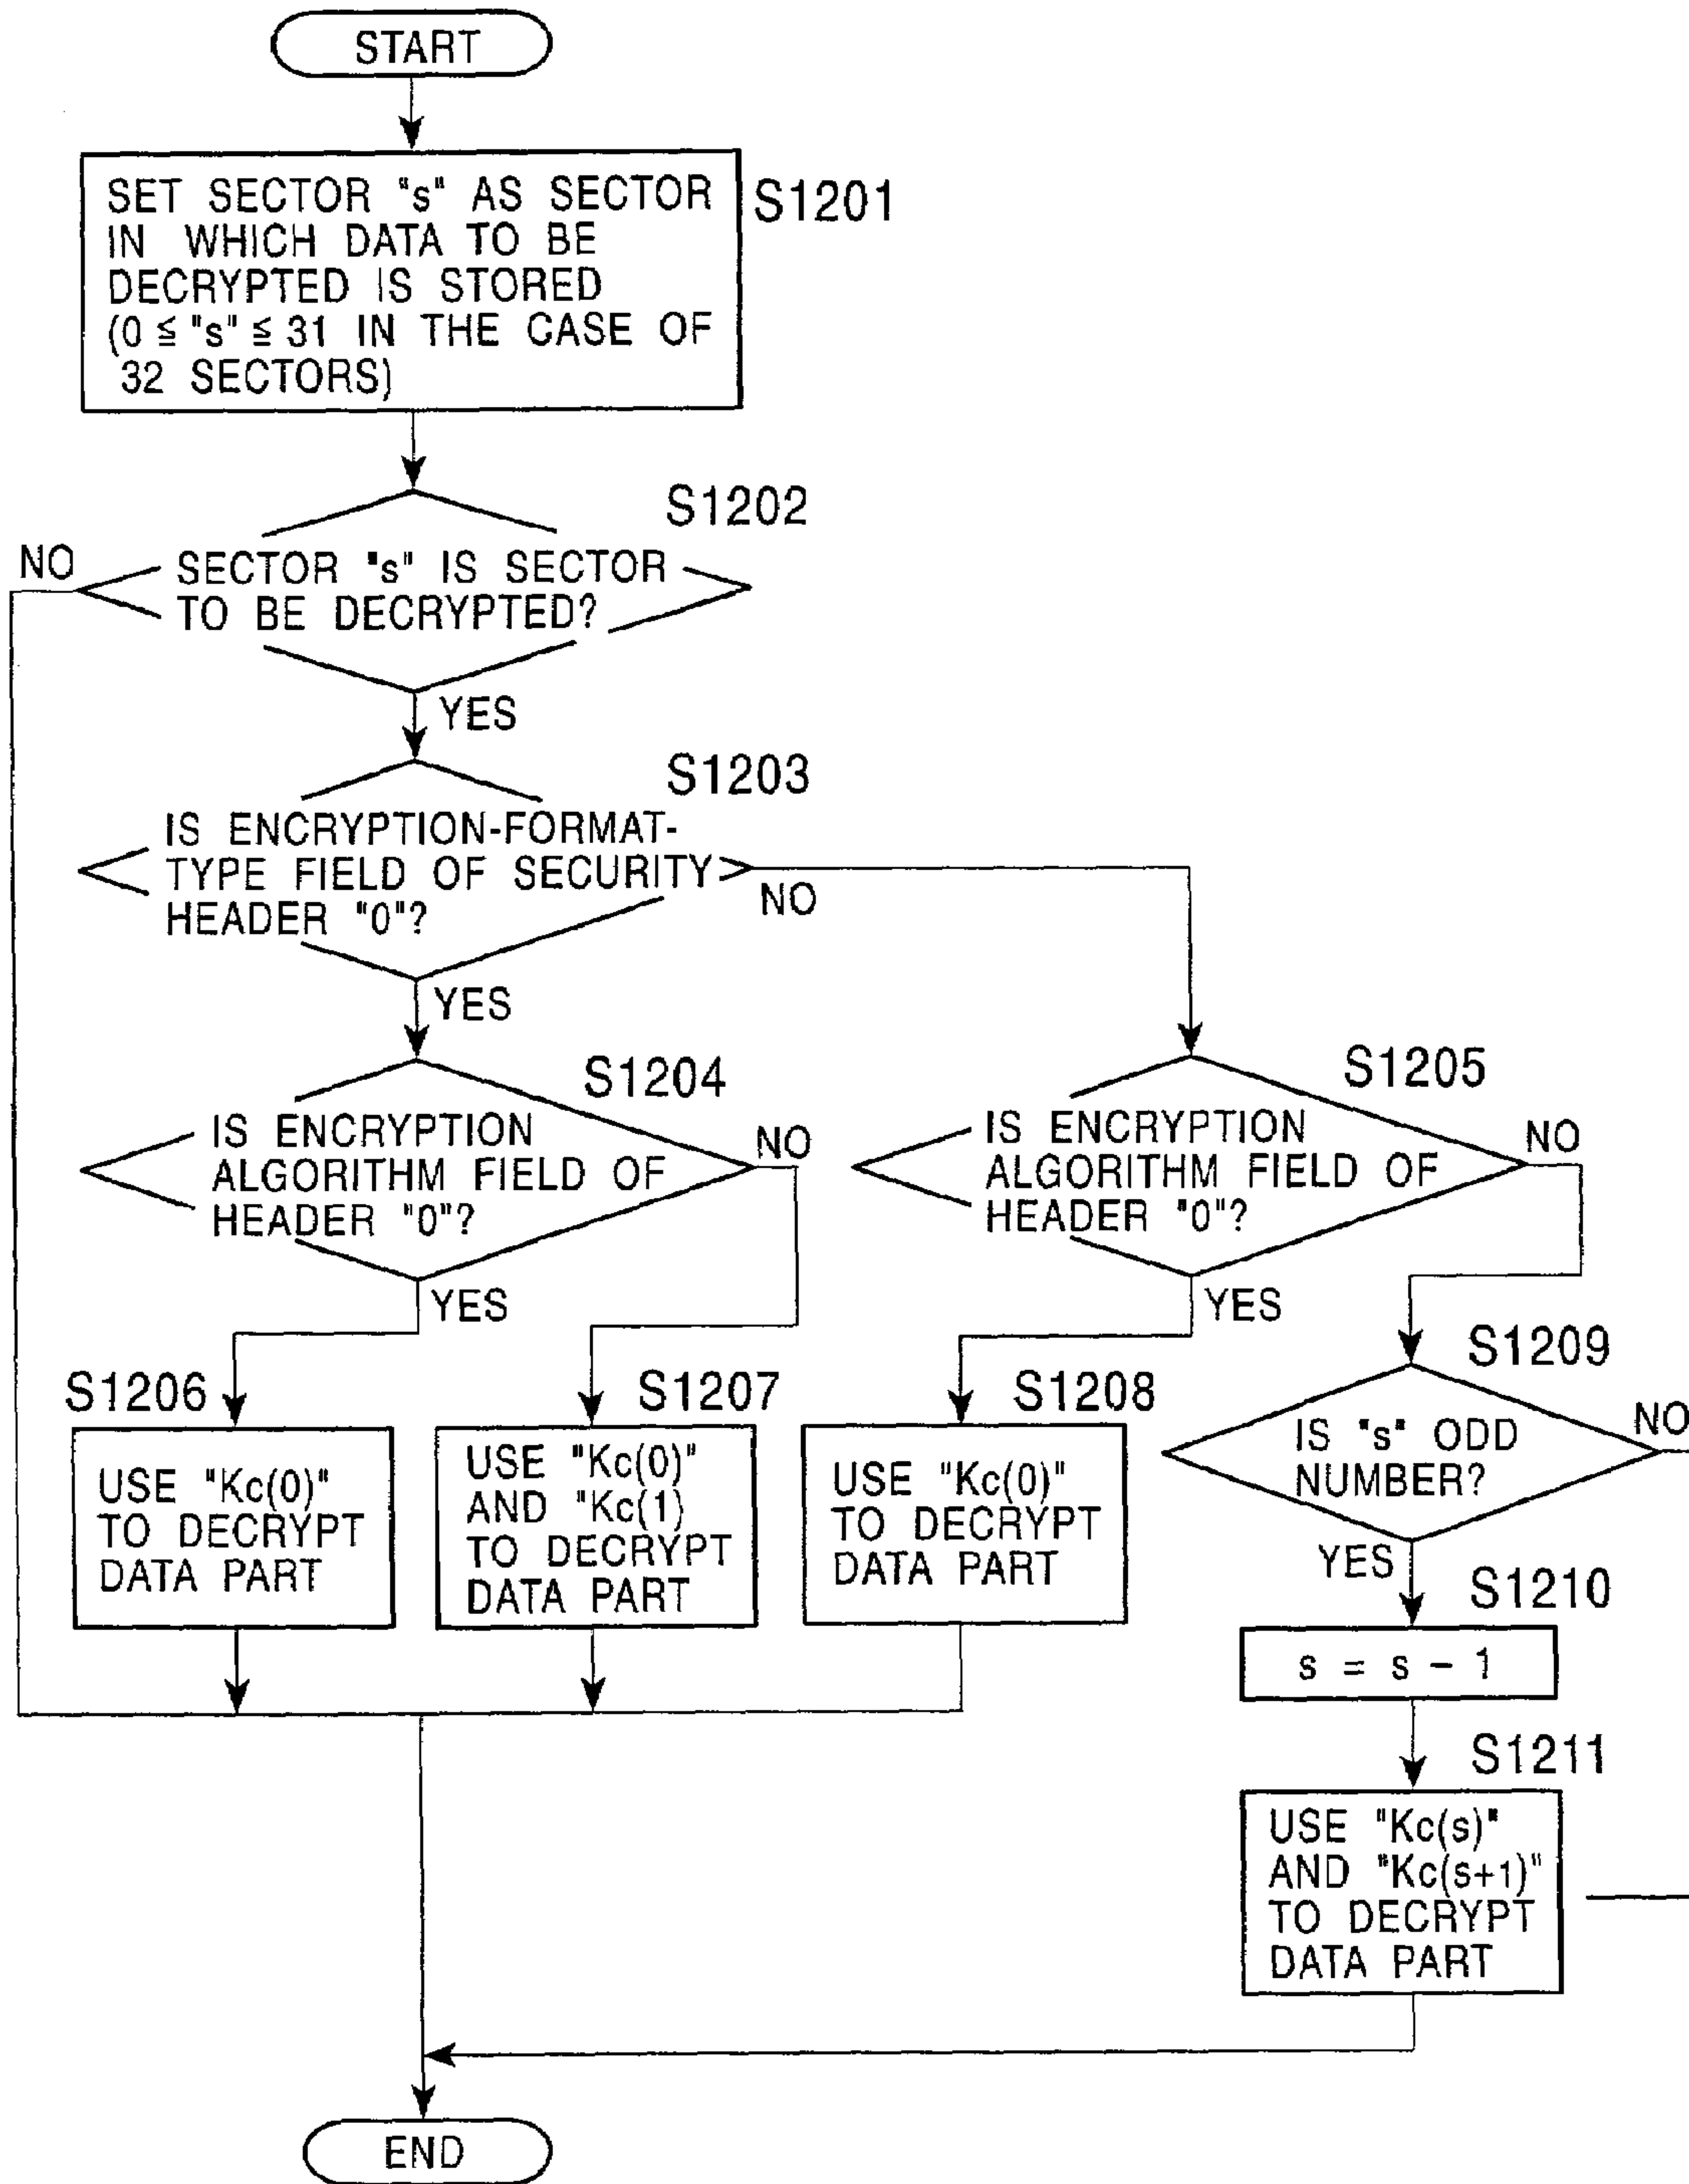 START
SET SECTOR "s" AS SECTOR
IN WHICH DATA TO BE
DECRYPTED IS STORED
(0 ≦ "s" ≦ 31 IN THE CASE OF
32 SECTORS)
S1201
S1202
NO
SECTOR "s" IS SECTOR
TO BE DECRYPTED?
YES
S1203
IS ENCRYPTION-FORMAT-
TYPE FIELD OF SECURITY
HEADER "0"?
NO
YES
S1204
IS ENCRYPTION
ALGORITHM FIELD OF
HEADER "0"?
NO
YES
S1205
IS ENCRYPTION
ALGORITHM FIELD OF
HEADER "0"?
NO
YES
S1206
USE "Kc(0)"
TO DECRYPT
DATA PART
S1207
USE "Kc(0)"
AND "Kc(1)
TO DECRYPT
DATA PART
S1208
USE "Kc(0)"
TO DECRYPT
DATA PART
S1209
IS "s" ODD
NUMBER?
NO
YES
S1210
s = s - 1
S1211
USE "Kc(s)"
AND "Kc(s+1)"
TO DECRYPT
DATA PART
END